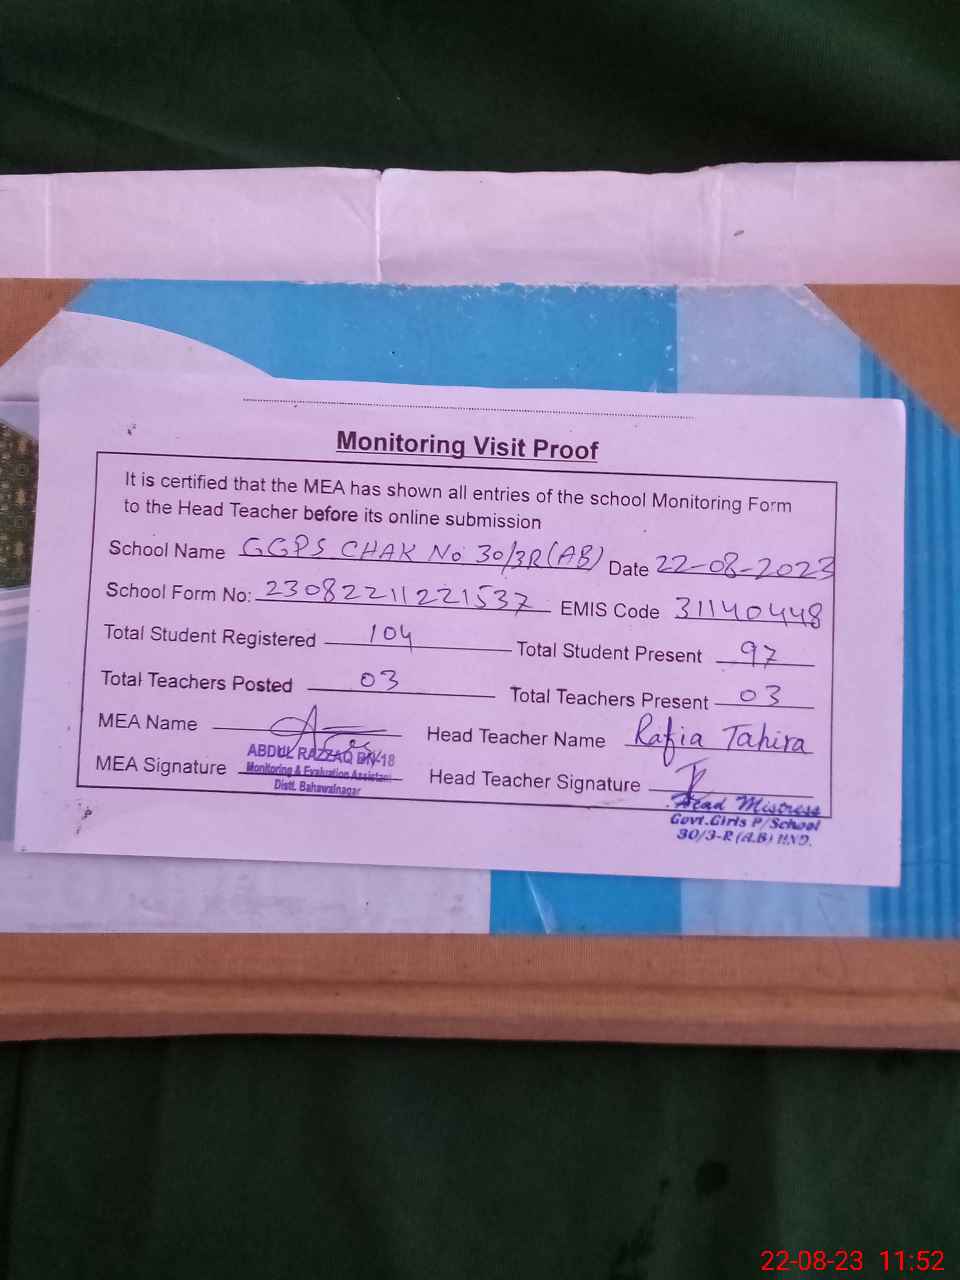 Monitoring Visit Proof
It is certified that the MEA has shown all entries of the school Monitoring Form
to the Head Teacher before its online submission
School Name GGPS CHAK No 30/3R(AB) Date 22-08-2023
School Form No: 23082211221537 EMIS Code 31140448
Total Student Registered 104 Total Student Present 97
Total Teachers Posted 03 Total Teachers Present 03
MEA Name Head Teacher Name Rafia Tahira
ABDUL RAZZAQ BN-18
MEA Signature Monitoring & Evaluation Assistant Head Teacher Signature
Distt. Bahawalnagar
Head Mistress
Govt.Girls P/School
30/3-R (A.B) HND.
22-08-23 11:52